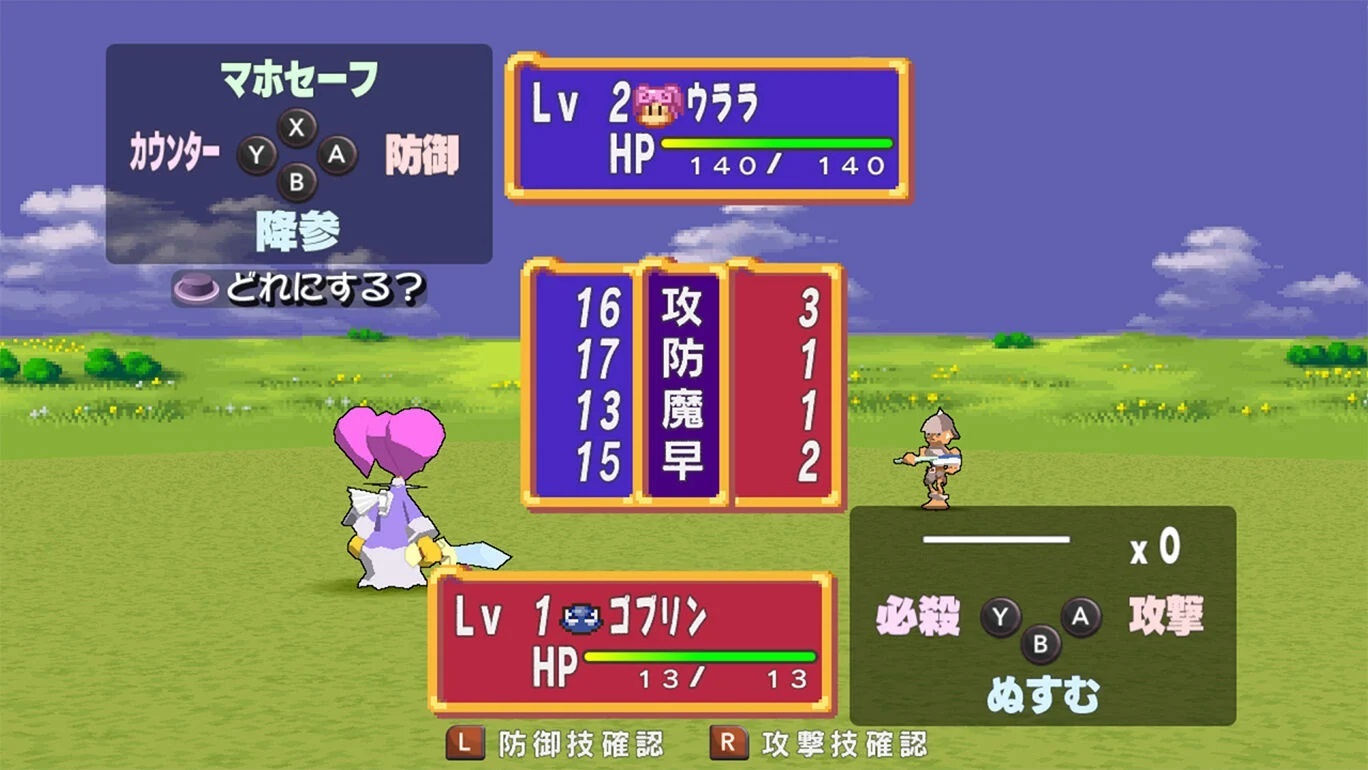 マホセーフ
X
カウンター Y A 防御
B
降参
どれにする?
Lv 2 ウララ
HP 140/ 140
16 攻 3
17 防 1
13 魔 1
15 早 2
Lv 1 ゴブリン
HP 13/ 13
x 0
必殺 Y A 攻撃
B
ぬすむ
L 防御技確認 R 攻撃技確認